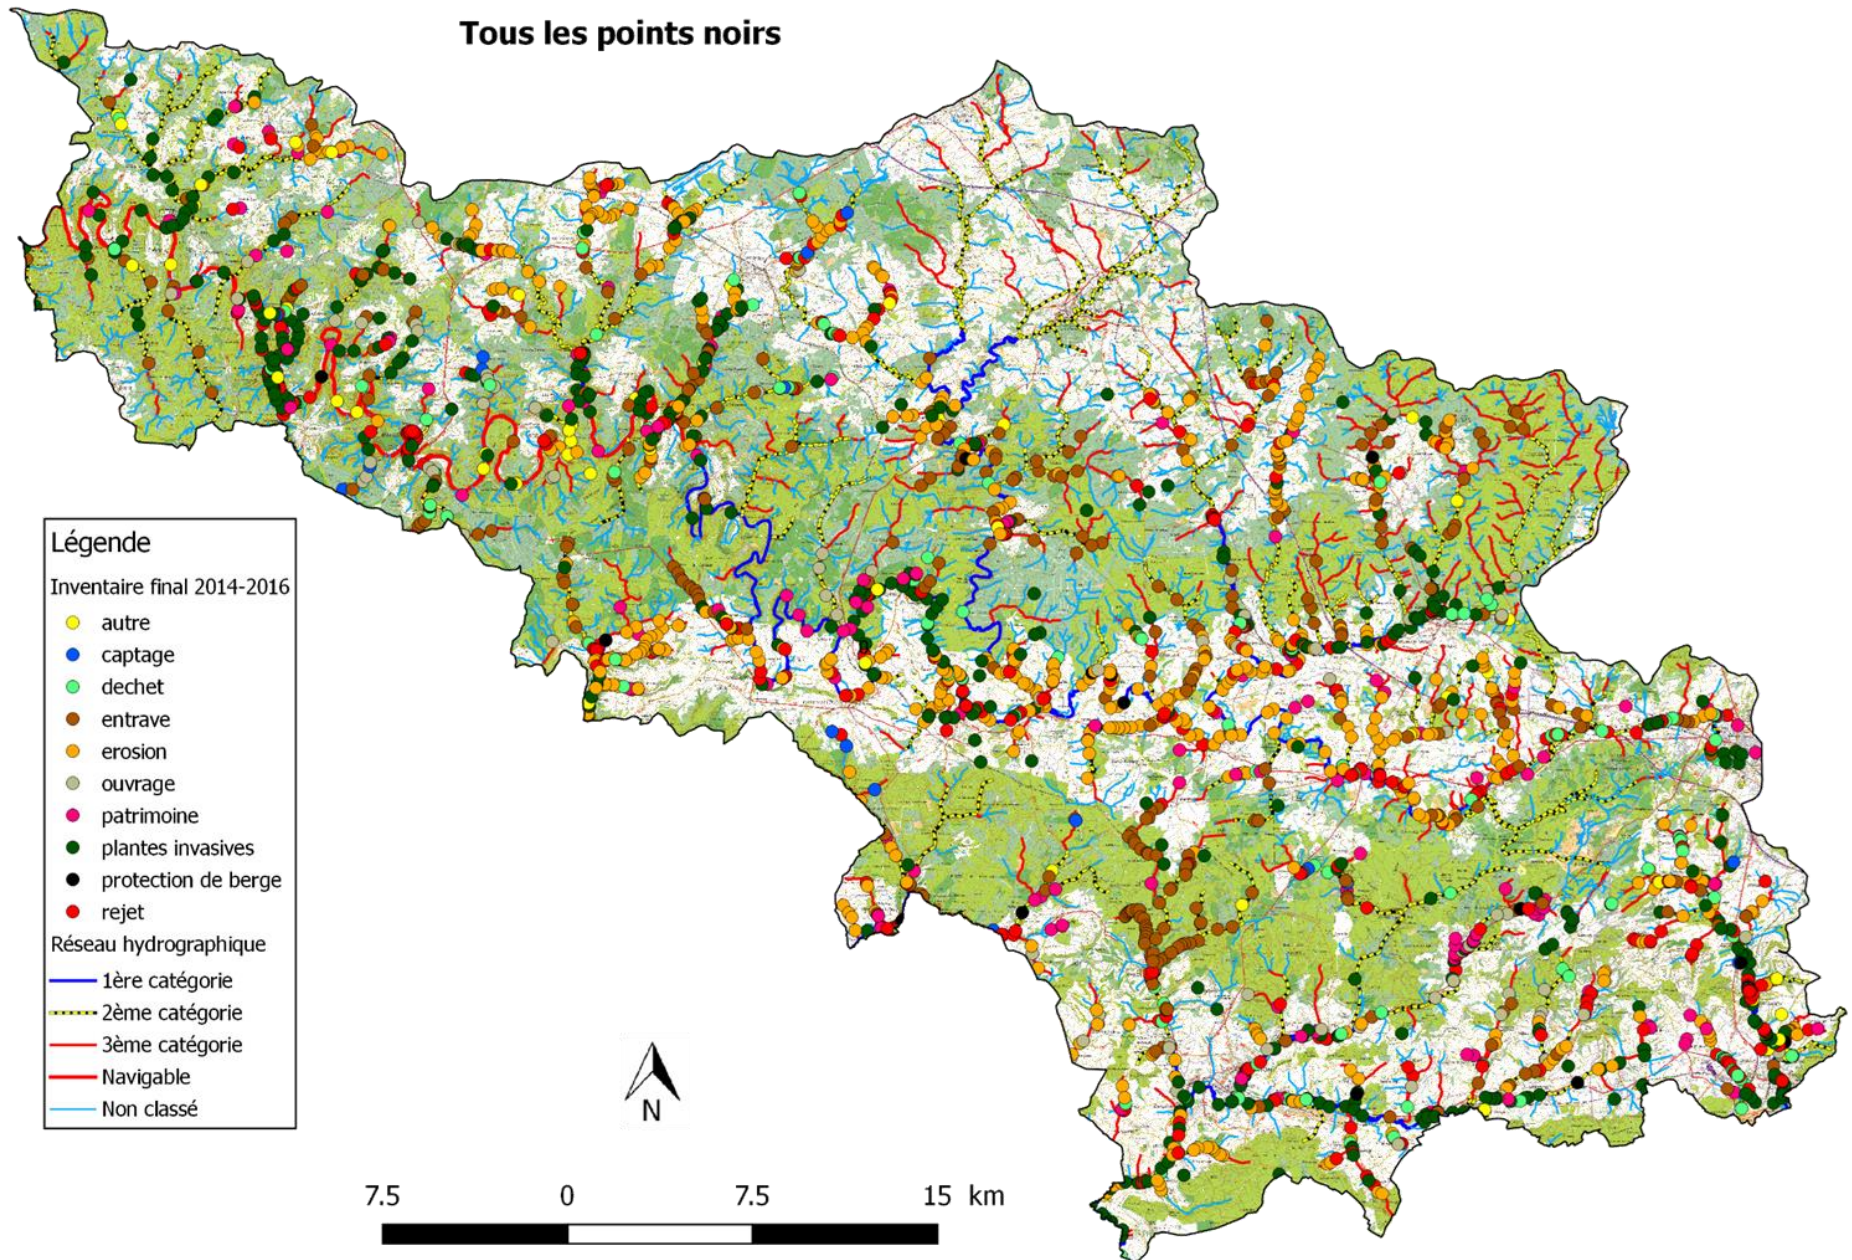 Tous les points noirs
Légende
Inventaire final 2014-2016
autre
captage
dechet
entrave
erosion
ouvrage
patrimoine
plantes invasives
protection de berge
rejet
Réseau hydrographique
1ère catégorie
2ème catégorie
3ème catégorie
Navigable
Non classé
N
7.5 0 7.5 15 km